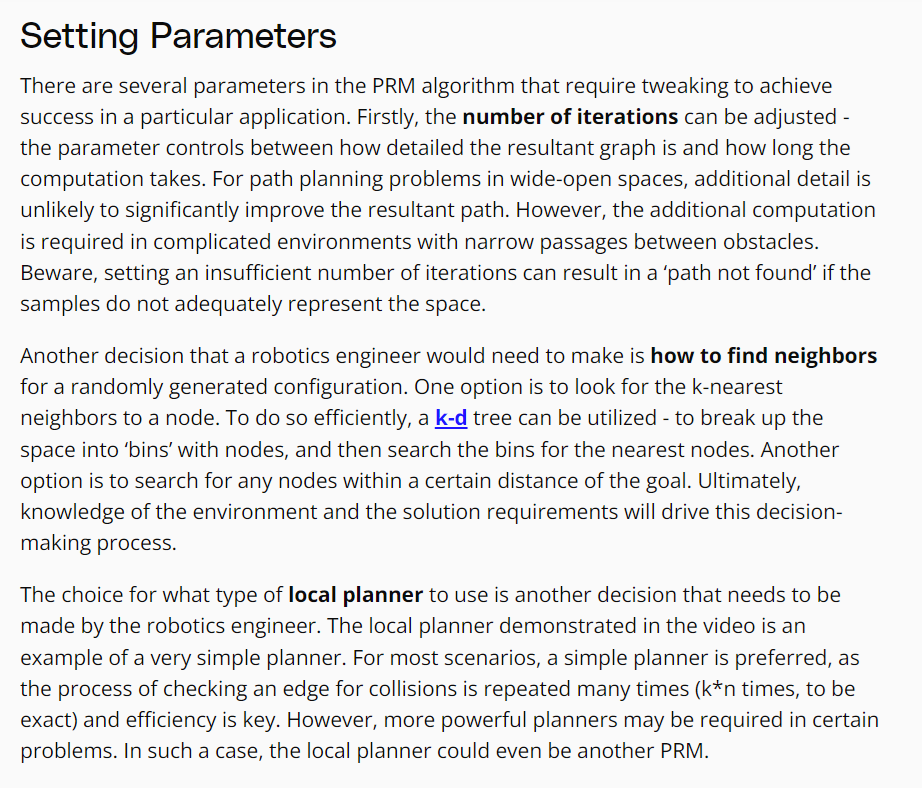 Setting Parameters
There are several parameters in the PRM algorithm that require tweaking to achieve
success in a particular application. Firstly, the number of iterations can be adjusted -
the parameter controls between how detailed the resultant graph is and how long the
computation takes. For path planning problems in wide-open spaces, additional detail is
unlikely to significantly improve the resultant path. However, the additional computation
is required in complicated environments with narrow passages between obstacles.
Beware, setting an insufficient number of iterations can result in a ‘path not found’ if the
samples do not adequately represent the space.
Another decision that a robotics engineer would need to make is how to find neighbors
for a randomly generated configuration. One option is to look for the k-nearest
neighbors to a node. To do so efficiently, a k-d tree can be utilized - to break up the
space into ‘bins’ with nodes, and then search the bins for the nearest nodes. Another
option is to search for any nodes within a certain distance of the goal. Ultimately,
knowledge of the environment and the solution requirements will drive this decision-
making process.
The choice for what type of local planner to use is another decision that needs to be
made by the robotics engineer. The local planner demonstrated in the video is an
example of a very simple planner. For most scenarios, a simple planner is preferred, as
the process of checking an edge for collisions is repeated many times (k*n times, to be
exact) and efficiency is key. However, more powerful planners may be required in certain
problems. In such a case, the local planner could even be another PRM.